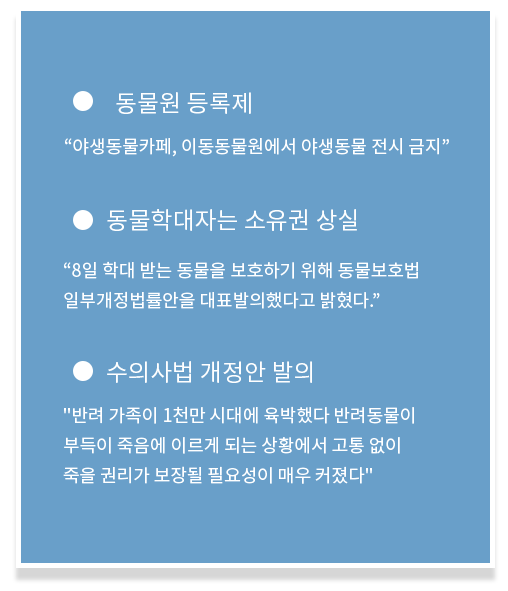 ● 동물원 등록제
“야생동물카페, 이동동물원에서 야생동물 전시 금지”
● 동물학대자는 소유권 상실
“8일 학대 받는 동물을 보호하기 위해 동물보호법
일부개정법률안을 대표발의했다고 밝혔다.”
● 수의사법 개정안 발의
"반려 가족이 1천만 시대에 육박했다 반려동물이
부득이 죽음에 이르게 되는 상황에서 고통 없이
죽을 권리가 보장될 필요성이 매우 커졌다"